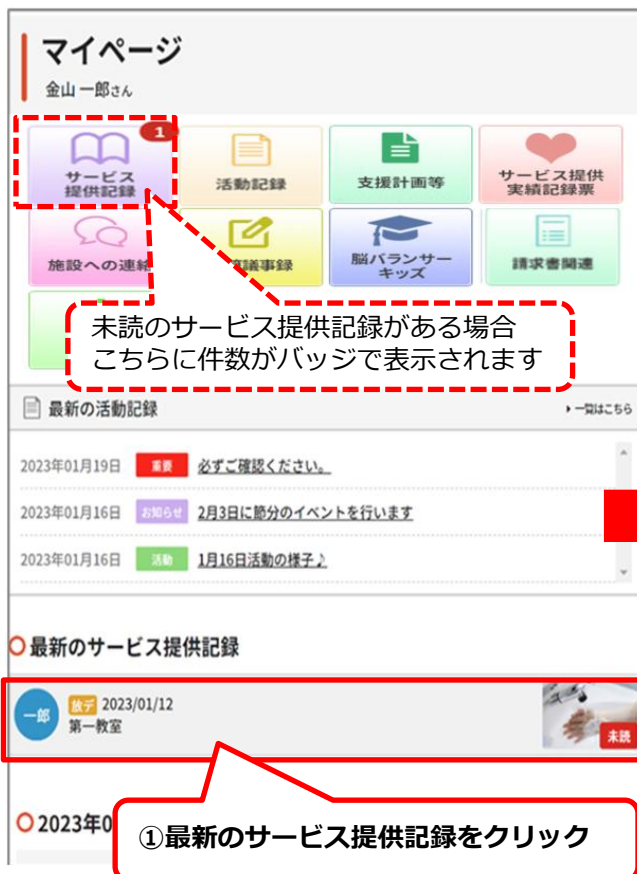 マイページ
金山 一郎さん
1
サービス
提供記録
活動記録
支援計画等
サービス提供
実績記録票
施設への連絡
議事録
脳バランサー
キッズ
請求書関連
未読のサービス提供記録がある場合
こちらに件数がバッジで表示されます
最新の活動記録
一覧はこちら
2023年01月19日 重要 必ずご確認ください。
2023年01月16日 お知らせ 2月3日に節分のイベントを行います
2023年01月16日 活動 1月16日活動の様子♪
最新のサービス提供記録
一郎
放デ 2023/01/12
第一教室
未読
2023年0
①最新のサービス提供記録をクリック